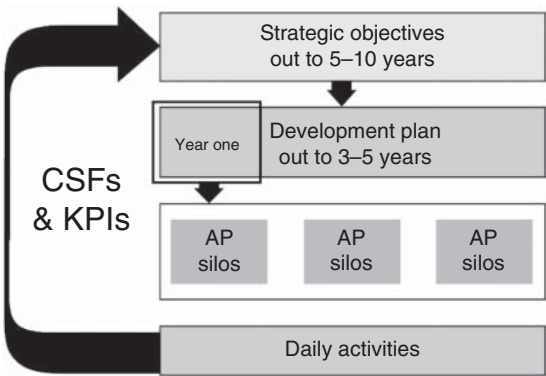 Strategic objectives
out to 5–10 years
Year one
Development plan
out to 3–5 years
CSFs
& KPIs
AP
silos
AP
silos
AP
silos
Daily activities